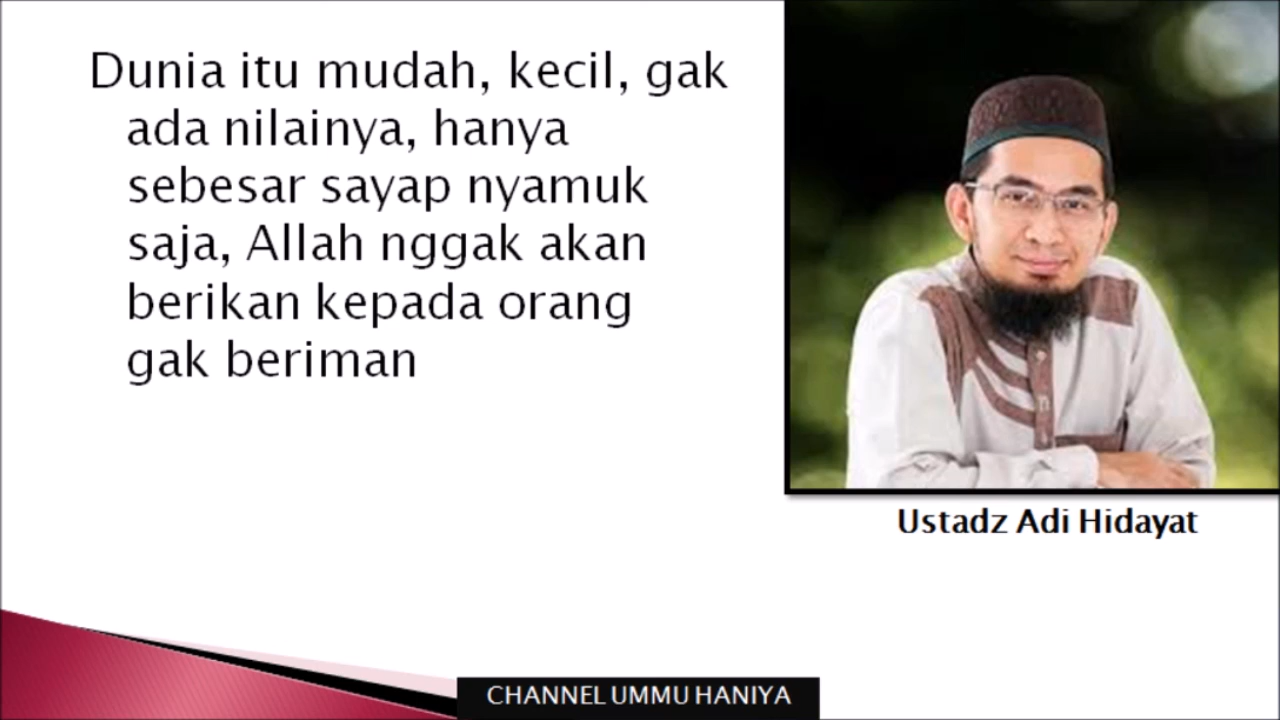 Dunia itu mudah, kecil, gak
ada nilainya, hanya
sebesar sayap nyamuk
saja, Allah nggak akan
berikan kepada orang
gak beriman
Ustadz Adi Hidayat
CHANNEL UMMU HANIYA